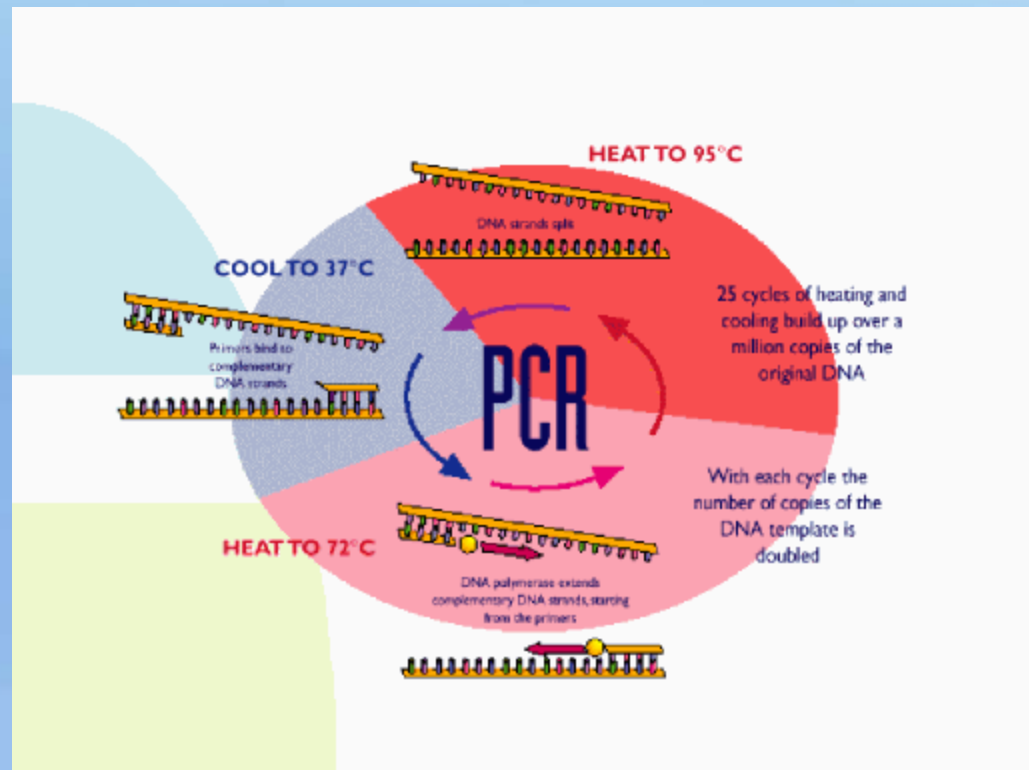 HEAT TO 95°C
DNA strands split
COOL TO 37°C
Primers bind to
complementary
DNA strands
25 cycles of heating and
cooling build up over a
million copies of the
original DNA
PCR
With each cycle the
number of copies of the
DNA template is
doubled
HEAT TO 72°C
DNA polymerase extends
complementary DNA strands, starting
from the primers